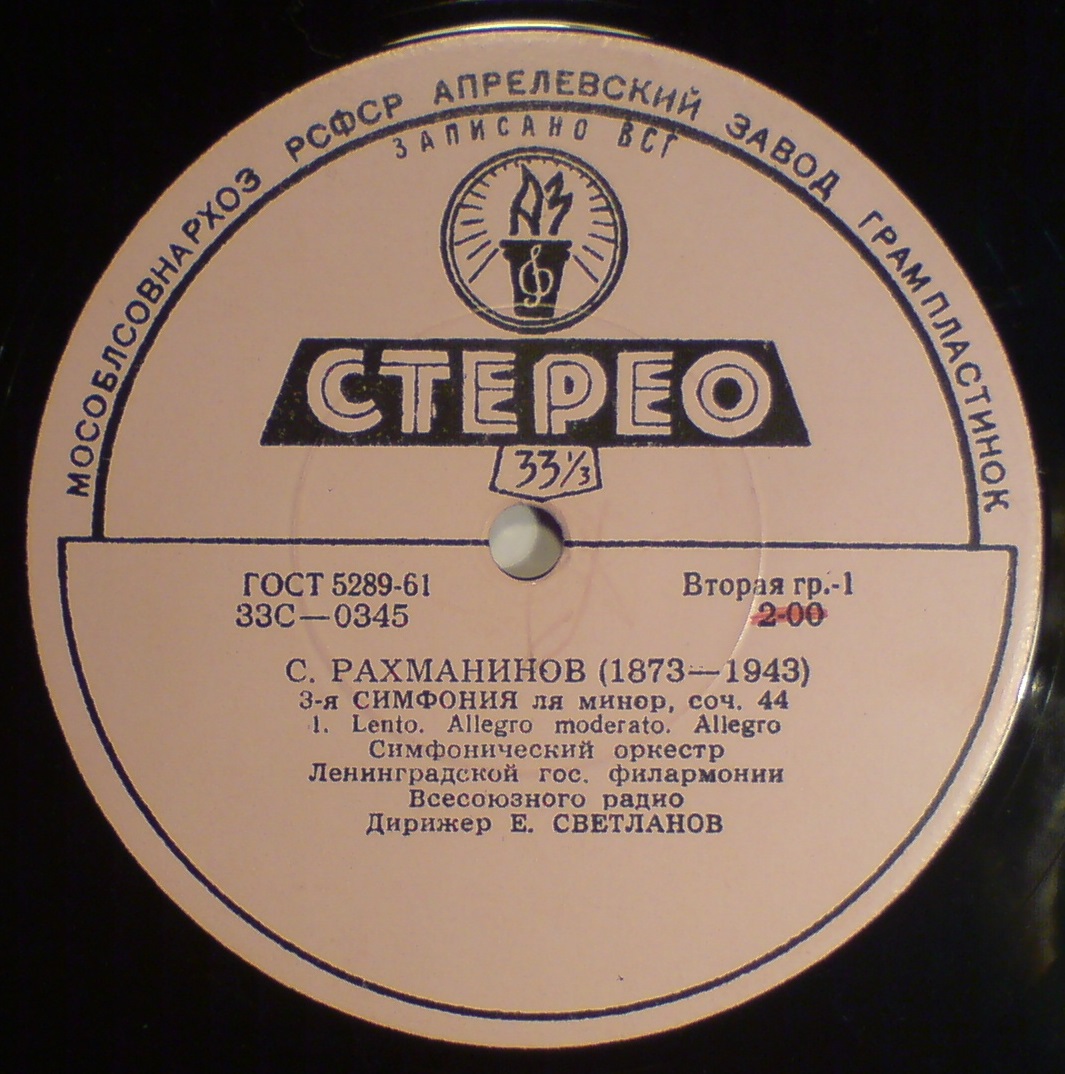 МОСОБЛСОВНАРХОЗ РСФСР АПРЕЛЕВСКИЙ ЗАВОД ГРАМПЛАСТИНОК
ЗАПИСАНО ВСГ
АЗ
СТЕРЕО
33⅓
ГОСТ 5289-61
Вторая гр.-1
33С—0345
2-00
С. РАХМАНИНОВ (1873—1943)
3-я СИМФОНИЯ ля минор, соч. 44
1. Lento. Allegro moderato. Allegro
Симфонический оркестр
Ленинградской гос. филармонии
Всесоюзного радио
Дирижер Е. СВЕТЛАНОВ